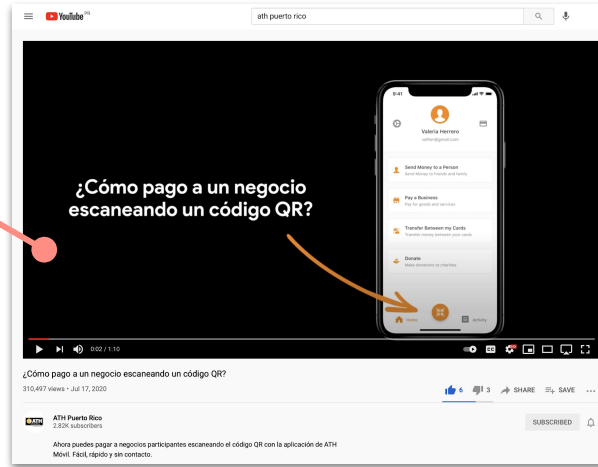 YouTube PR
ath puerto rico
9:41
Valeria Herrero
Send Money to a Person
Send Money to friends and family
¿Cómo pago a un negocio
escaneando un código QR?
Pay a Business
Pay for goods and services
Transfer Between my Cards
Transfer money between your cards
Donate
Make donations to charities
Home
Activity
0:02 / 1:10
CC
¿Cómo pago a un negocio escaneando un código QR?
310,497 views • Jul 17, 2020
6
3
SHARE
SAVE
ATH
ATH Puerto Rico
2.82K subscribers
SUBSCRIBED
Ahora puedes pagar a negocios participantes escaneando el código QR con la aplicación de ATH
Móvil. Fácil, rápido y sin contacto.